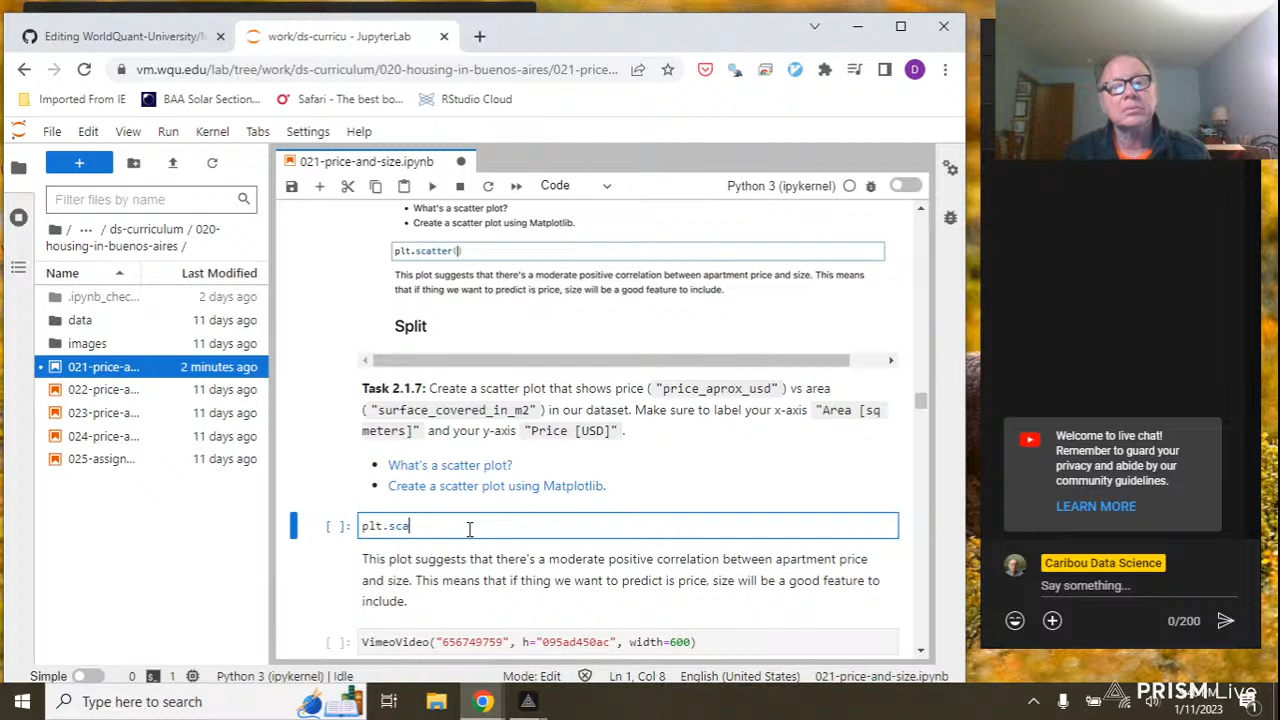 Editing WorldQuant-University/
work/ds-curricu - JupyterLab
vm.wqu.edu/lab/tree/work/ds-curriculum/020-housing-in-buenos-aires/021-price...
D
Imported From IE
BAA Solar Section...
Safari - The best bo...
RStudio Cloud
File
Edit
View
Run
Kernel
Tabs
Settings
Help
021-price-and-size.ipynb
Code
Python 3 (ipykernel)
Filter files by name
/ ... / ds-curriculum / 020-
housing-in-buenos-aires /
Name
Last Modified
.ipynb_chec...
2 days ago
data
11 days ago
images
11 days ago
021-price-a...
2 minutes ago
022-price-a...
11 days ago
023-price-a...
11 days ago
024-price-a...
11 days ago
025-assign...
11 days ago
• What's a scatter plot?
• Create a scatter plot using Matplotlib.
plt.scatter()
This plot suggests that there's a moderate positive correlation between apartment price and size. This means
that if thing we want to predict is price, size will be a good feature to include.
Split
Task 2.1.7: Create a scatter plot that shows price ( "price_aprox_usd" ) vs area
( "surface_covered_in_m2" ) in our dataset. Make sure to label your x-axis "Area [sq
meters]" and your y-axis "Price [USD]" .
• What's a scatter plot?
• Create a scatter plot using Matplotlib.
[ ]: plt.sca
This plot suggests that there's a moderate positive correlation between apartment price
and size. This means that if thing we want to predict is price, size will be a good feature to
include.
[ ]: VimeoVideo("656749759", h="095ad450ac", width=600)
Simple
0
1
Python 3 (ipykernel) | Idle
Mode: Edit
Ln 1, Col 8
English (United States)
021-price-and-size.ipynb
Welcome to live chat!
Remember to guard your
privacy and abide by our
community guidelines.
LEARN MORE
Caribou Data Science
Say something...
0/200
Type here to search
PRISM Live
1/11/2023